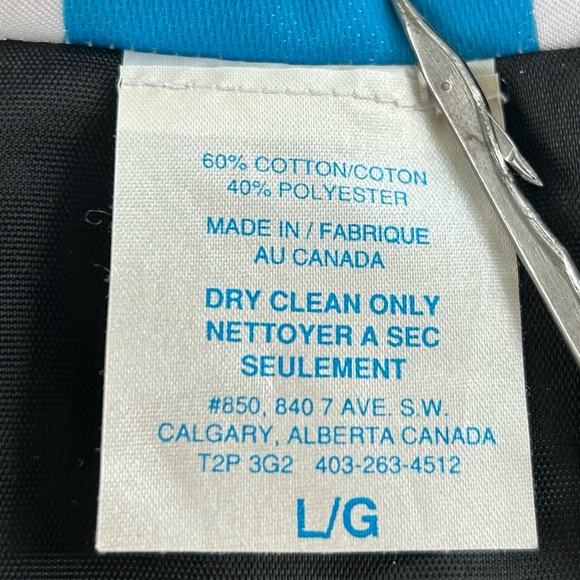 60% COTTON/COTON
40% POLYESTER
MADE IN / FABRIQUE
AU CANADA
DRY CLEAN ONLY
NETTOYER A SEC
SEULEMENT
#850, 840 7 AVE. S.W.
CALGARY, ALBERTA CANADA
T2P 3G2 403-263-4512
L/G